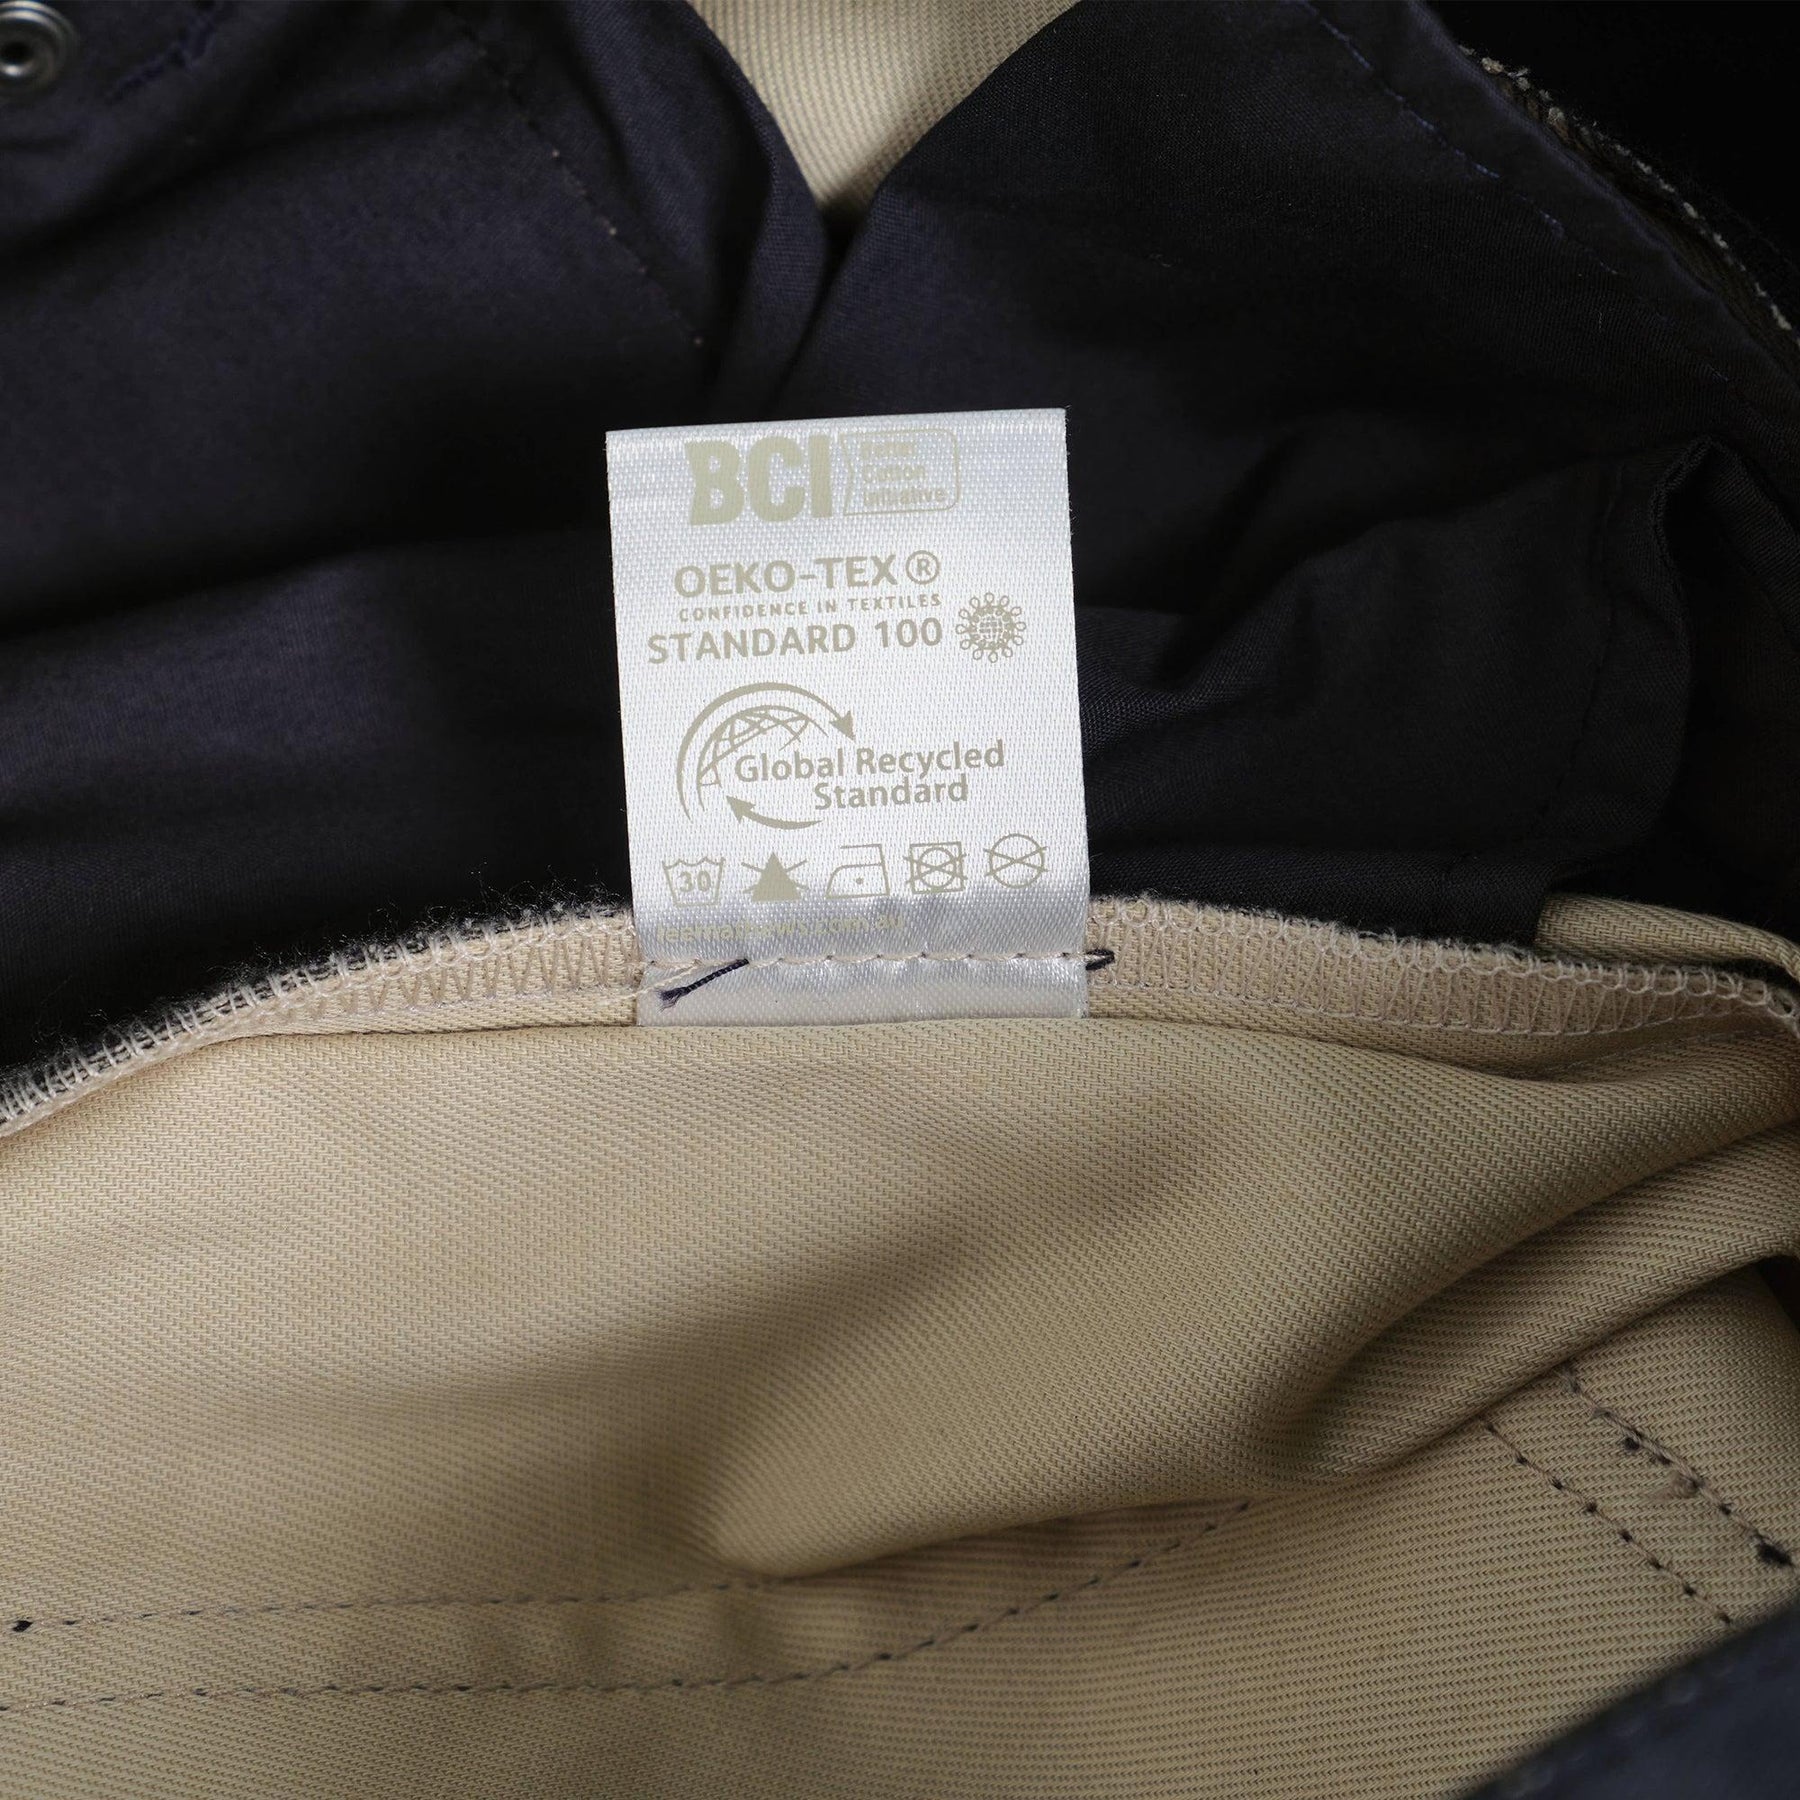 BCI
Better
Cotton
Initiative
OEKO-TEX®
CONFIDENCE IN TEXTILES
STANDARD 100
Global Recycled
Standard
30